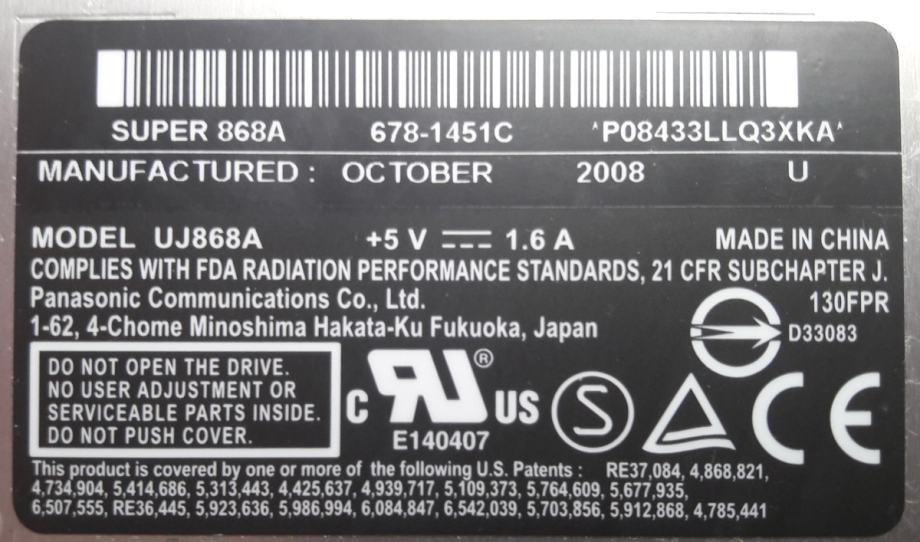 SUPER 868A 678-1451C *P08433LLQ3XKA*
MANUFACTURED : OCTOBER 2008 U
MODEL UJ868A +5 V ⎓ 1.6 A MADE IN CHINA
COMPLIES WITH FDA RADIATION PERFORMANCE STANDARDS, 21 CFR SUBCHAPTER J.
Panasonic Communications Co., Ltd. 130FPR
1-62, 4-Chome Minoshima Hakata-Ku Fukuoka, Japan D33083
DO NOT OPEN THE DRIVE.
NO USER ADJUSTMENT OR
SERVICEABLE PARTS INSIDE.
DO NOT PUSH COVER.
C RU ® US S CE
E140407
This product is covered by one or more of the following U.S. Patents : RE37,084, 4,868,821,
4,734,904, 5,414,686, 5,313,443, 4,425,637, 4,939,717, 5,109,373, 5,764,609, 5,677,935,
6,507,555, RE36,445, 5,923,636, 5,986,994, 6,084,847, 6,542,039, 5,703,856, 5,912,868, 4,785,441